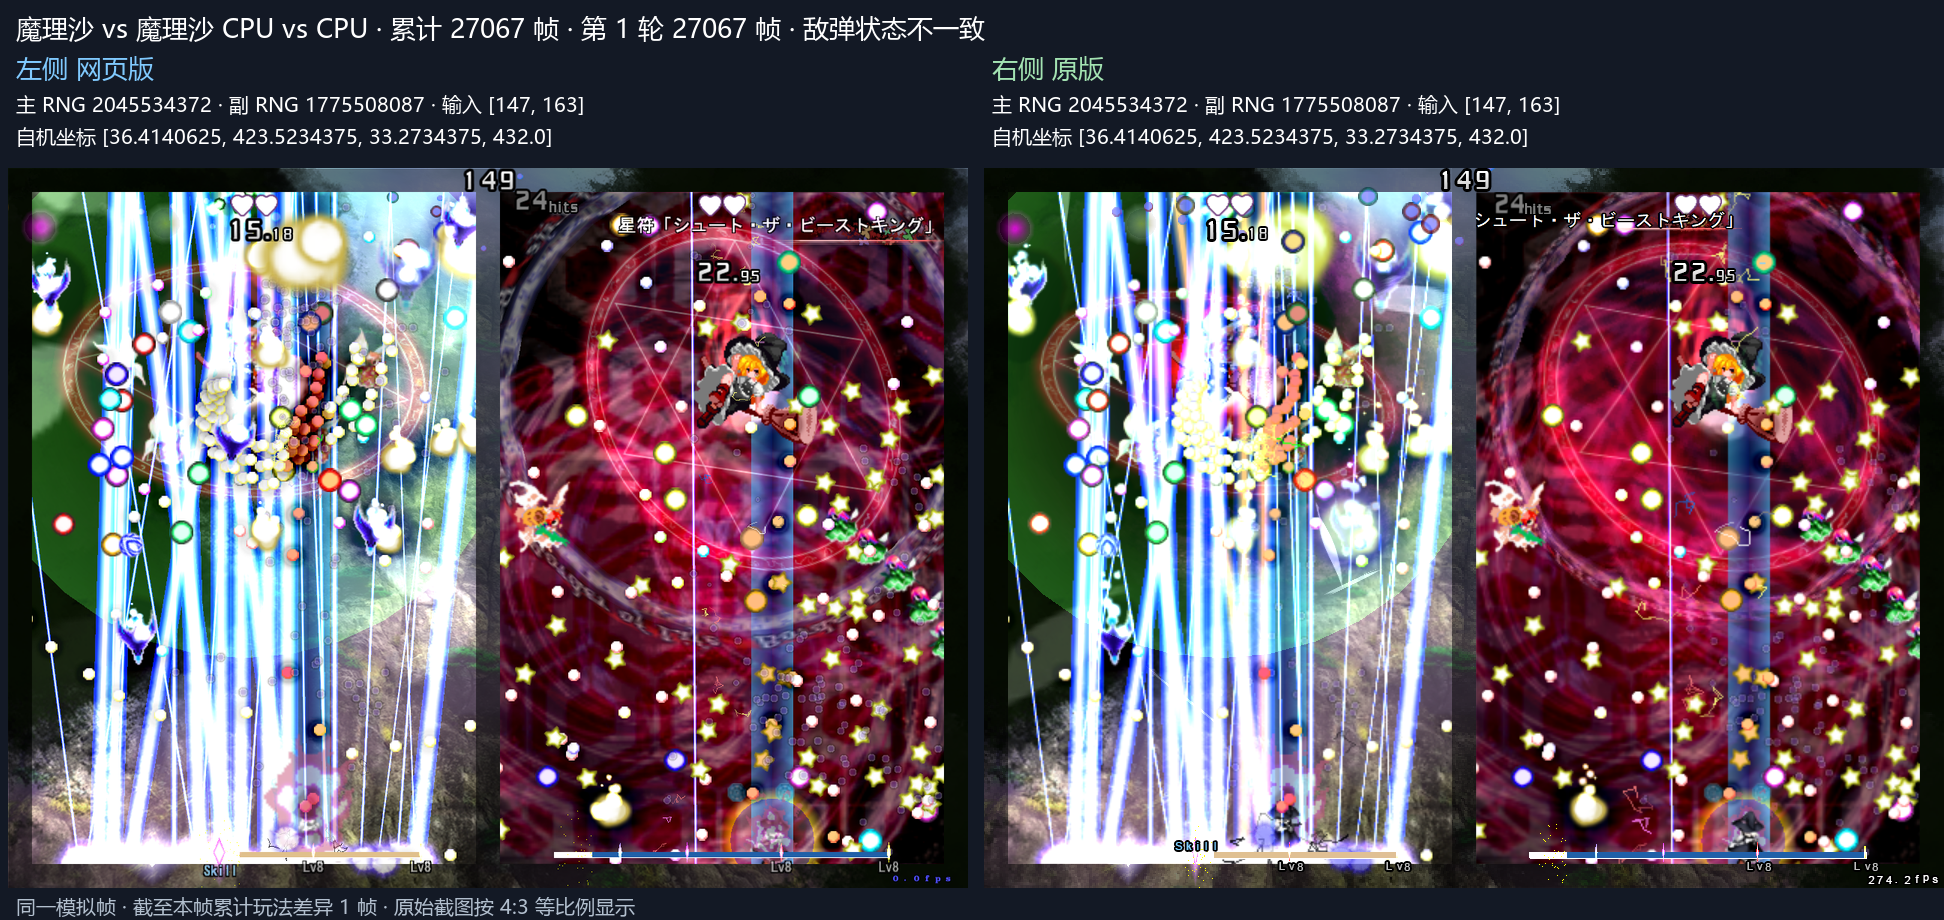 魔理沙 vs 魔理沙 CPU vs CPU · 累计 27067 帧 · 第 1 轮 27067 帧 · 敌弹状态不一致
左侧 网页版
主 RNG 2045534372 · 副 RNG 1775508087 · 输入 [147, 163]
自机坐标 [36.4140625, 423.5234375, 33.2734375, 432.0]
右侧 原版
主 RNG 2045534372 · 副 RNG 1775508087 · 输入 [147, 163]
自机坐标 [36.4140625, 423.5234375, 33.2734375, 432.0]
149
24hits
15.18
星符「シュート・ザ・ビーストキング」
22.95
Skill
Lv8
Lv8
Lv8
Lv8
0.0fps
149
24hits
15.18
シュート・ザ・ビーストキング」
22.95
Skill
Lv8
Lv8
Lv8
Lv8
274.2fps
同一模拟帧 · 截至本帧累计玩法差异 1 帧 · 原始截图按 4:3 等比例显示